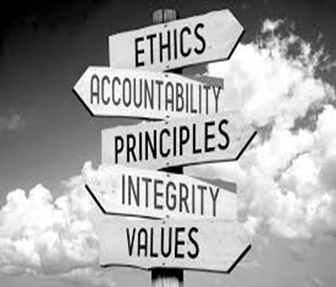 ETHICS
ACCOUNTABILITY
PRINCIPLES
INTEGRITY
VALUES